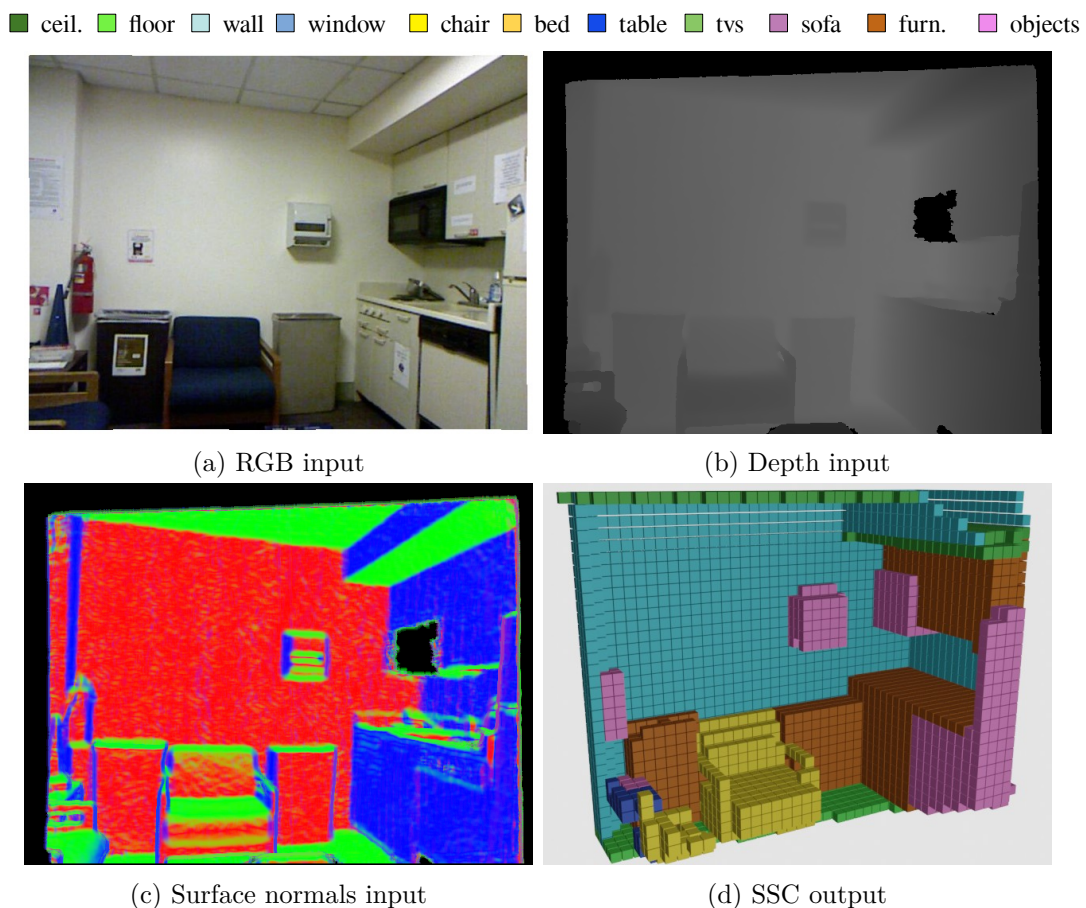 ceil. floor wall window chair bed table tvs sofa furn. objects
(a) RGB input
(b) Depth input
(c) Surface normals input
(d) SSC output